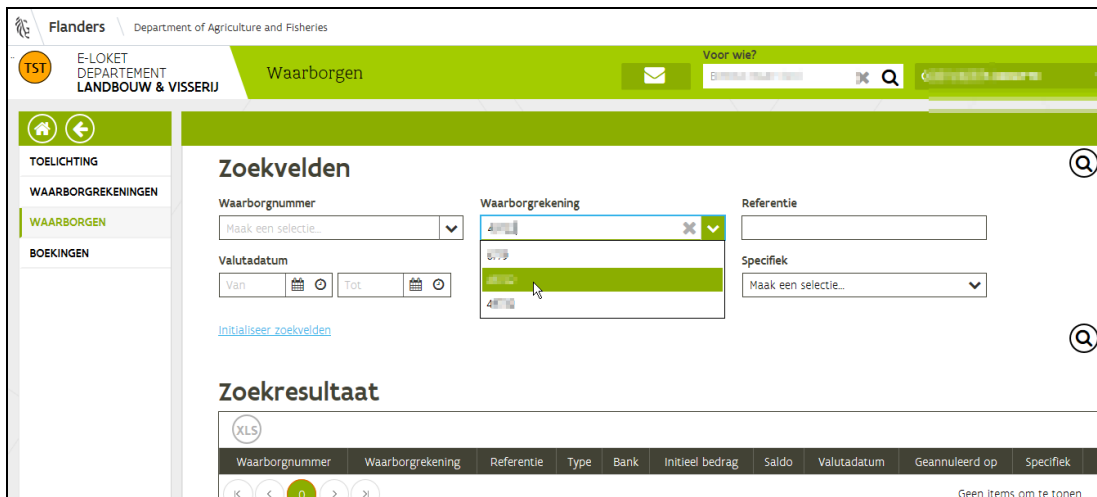 Flanders Department of Agriculture and Fisheries
TST
E-LOKET
DEPARTEMENT
LANDBOUW & VISSERIJ
Waarborgen
Voor wie?
TOELICHTING
WAARBORGREKENINGEN
WAARBORGEN
BOEKINGEN
Zoekvelden
Waarborgnummer Waarborgrekening Referentie
Maak een selectie...
Valutadatum Specifiek
Van Tot Maak een selectie...
Initialiseer zoekvelden
Zoekresultaat
XLS
Waarborgnummer Waarborgrekening Referentie Type Bank Initieel bedrag Saldo Valutadatum Geannuleerd op Specifiek
0 Geen items om te tonen